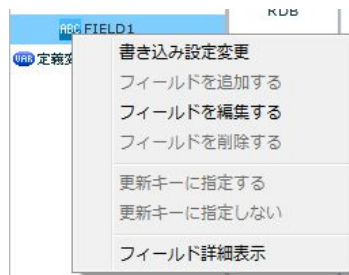 RDB
ABC FIELD1
VAR 定義変
書き込み設定変更
フィールドを追加する
フィールドを編集する
フィールドを削除する
更新キーに指定する
更新キーに指定しない
フィールド詳細表示